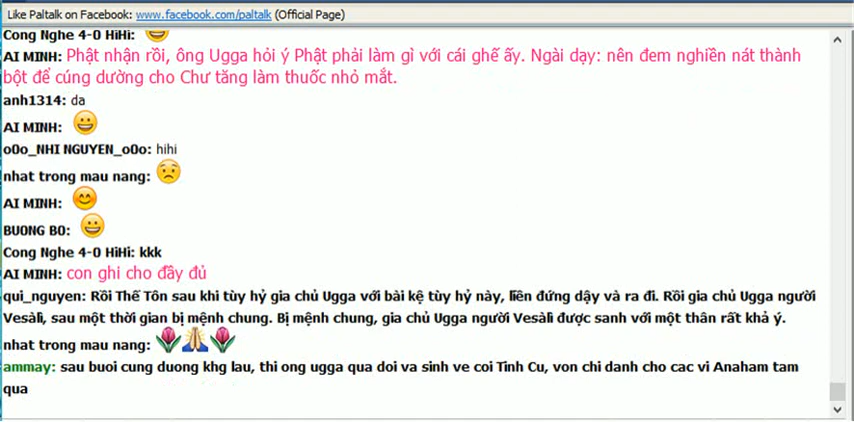 Like Paltalk on Facebook: www.facebook.com/paltalk (Official Page)
Cong Nghe 4-0 HiHi:
AI MINH: Phật nhận rồi, ông Ugga hỏi ý Phật phải làm gì với cái ghế ấy. Ngài dạy: nên đem nghiền nát thành
bột để cúng dường cho Chư tăng làm thuốc nhỏ mắt.
anh1314: da
AI MINH:
o0o_NHI NGUYEN_o0o: hihi
nhat trong mau nang:
AI MINH:
BUONG BO:
Cong Nghe 4-0 HiHi: kkk
AI MINH: con ghi cho đầy đủ
qui_nguyen: Rồi Thế Tôn sau khi tùy hỷ gia chủ Ugga với bài kệ tùy hỷ này, liền đứng dậy và ra đi. Rồi gia chủ Ugga người
Vesàli, sau một thời gian bị mệnh chung. Bị mệnh chung, gia chủ Ugga người Vesàli được sanh với một thân rất khả ý.
nhat trong mau nang:
ammay: sau buoi cung duong khg lau, thi ong ugga qua doi va sinh ve coi Tinh Cu, von chi danh cho cac vi Anaham tam
qua